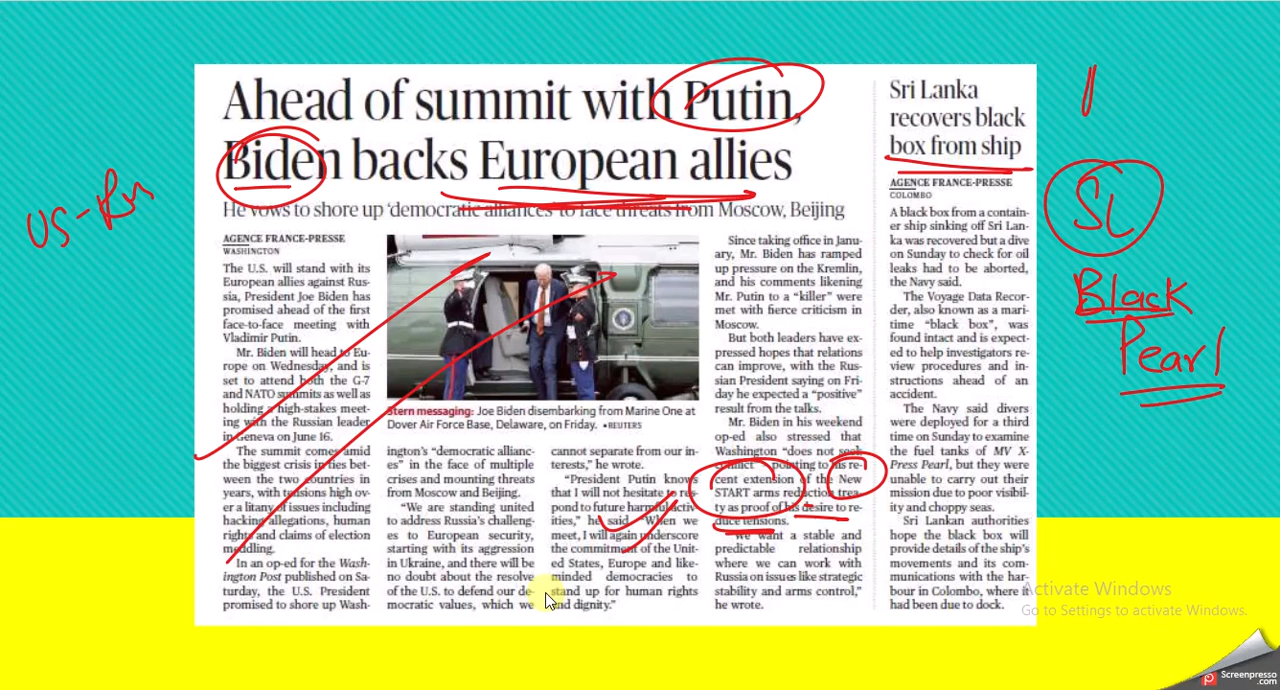 Ahead of summit with Putin,
Biden backs European allies
He vows to shore up 'democratic alliances' to face threats from Moscow, Beijing
AGENCE FRANCE-PRESSE
WASHINGTON
The U.S. will stand with its
European allies against Rus-
sia, President Joe Biden has
promised ahead of the first
face-to-face meeting with
Vladimir Putin.
Mr. Biden will head to Eu-
rope on Wednesday, and is
set to attend both the G-7
and NATO summits as well as
holding a high-stakes meet-
ing with the Russian leader
in Geneva on June 16.
The summit comes amid
the biggest crisis in ties bet-
ween the two countries in
years, with tensions high ov-
er a litany of issues including
hacking allegations, human
rights and claims of election
meddling.
In an op-ed for the Wash-
ington Post published on Sa-
turday, the U.S. President
promised to shore up Wash-
Stern messaging: Joe Biden disembarking from Marine One at
Dover Air Force Base, Delaware, on Friday. •REUTERS
ington's "democratic allianc-
es" in the face of multiple
crises and mounting threats
from Moscow and Beijing.
"We are standing united
to address Russia's challeng-
es to European security,
starting with its aggression
in Ukraine, and there will be
no doubt about the resolve
of the U.S. to defend our de-
mocratic values, which we
cannot separate from our in-
terests," he wrote.
"President Putin knows
that I will not hesitate to res-
pond to future harmful activ-
ities," he said. "When we
meet, I will again underscore
the commitment of the Unit-
ed States, Europe and like-
minded democracies to
stand up for human rights
and dignity."
Since taking office in Janu-
ary, Mr. Biden has ramped
up pressure on the Kremlin,
and his comments likening
Mr. Putin to a "killer" were
met with fierce criticism in
Moscow.
But both leaders have ex-
pressed hopes that relations
can improve, with the Rus-
sian President saying on Fri-
day he expected a "positive"
result from the talks.
Mr. Biden in his weekend
op-ed also stressed that
Washington "does not seek
conflict" pointing to his re-
cent extension of the New
START arms reduction trea-
ty as proof of his desire to re-
duce tensions.
"We want a stable and
predictable relationship
where we can work with
Russia on issues like strategic
stability and arms control,"
he wrote.
Sri Lanka
recovers black
box from ship
AGENCE FRANCE-PRESSE
COLOMBO
A black box from a contain-
er ship sinking off Sri Lan-
ka was recovered but a dive
on Sunday to check for oil
leaks had to be aborted,
the Navy said.
The Voyage Data Recor-
der, also known as a mari-
time "black box", was
found intact and is expect-
ed to help investigators re-
view procedures and in-
structions ahead of an
accident.
The Navy said divers
were deployed for a third
time on Sunday to examine
the fuel tanks of MV X-
Press Pearl, but they were
unable to carry out their
mission due to poor visibil-
ity and choppy seas.
Sri Lankan authorities
hope the black box will
provide details of the ship's
movements and its com-
munications with the har-
bour in Colombo, where it
had been due to dock.
US-
SL
Black
Pearl
Activate Windows
Go to Settings to activate Windows.
Screenpresso
.com